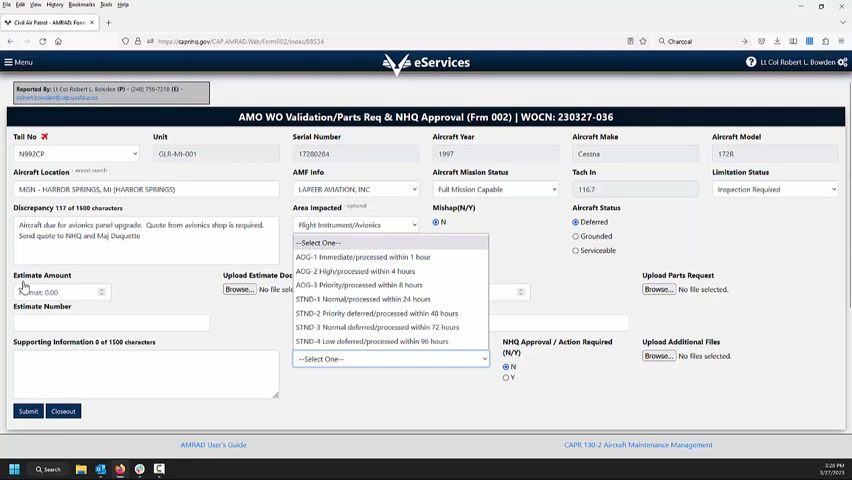 File Edit View History Bookmarks Tools Help
Civil Air Patrol - AMRAD: Form
https://capnhq.gov/CAP.AMRAD.Web/Form002/Index/88534
Charcoal
Menu
eServices
Lt Col Robert L. Bowden
Reported By: Lt Col Robert L. Bowden (P) - (248) 756-7218 (E) -
robert.bowden@cap.usafaus.us
AMO WO Validation/Parts Req & NHQ Approval (Frm 002) | WOCN: 230327-036
Tail No
Unit
Serial Number
Aircraft Year
Aircraft Make
Aircraft Model
N992CP
GLR-MI-001
17280284
1997
Cessna
172R
Aircraft Location - airport search
AMF Info
Aircraft Mission Status
Tach In
Limitation Status
MGN - HARBOR SPRINGS, MI (HARBOR SPRINGS)
LAPEER AVIATION, INC
Full Mission Capable
116.7
Inspection Required
Discrepancy 117 of 1500 characters
Area Impacted - optional
Mishap(N/Y)
Aircraft Status
Aircraft due for avionics panel upgrade. Quote from avionics shop is required.
Send quote to NHQ and Maj Duquette
Flight Instrument/Avionics
N
Deferred
Grounded
Serviceable
--Select One--
AOG-1 Immediate/processed within 1 hour
AOG-2 High/processed within 4 hours
AOG-3 Priority/processed within 8 hours
STND-1 Normal/processed within 24 hours
STND-2 Priority deferred/processed within 48 hours
STND-3 Normal deferred/processed within 72 hours
STND-4 Low deferred/processed within 96 hours
--Select One--
Estimate Amount
Upload Estimate Doc
Upload Parts Request
mat: 0.00
Browse... No file sele
Browse... No file selected.
Estimate Number
Supporting Information 0 of 1500 characters
NHQ Approval / Action Required
(N/Y)
N
Y
Upload Additional Files
Browse... No file selected.
Submit
Closeout
AMRAD User's Guide
CAPR 130-2 Aircraft Maintenance Management
Search
5:28 PM
3/27/2023